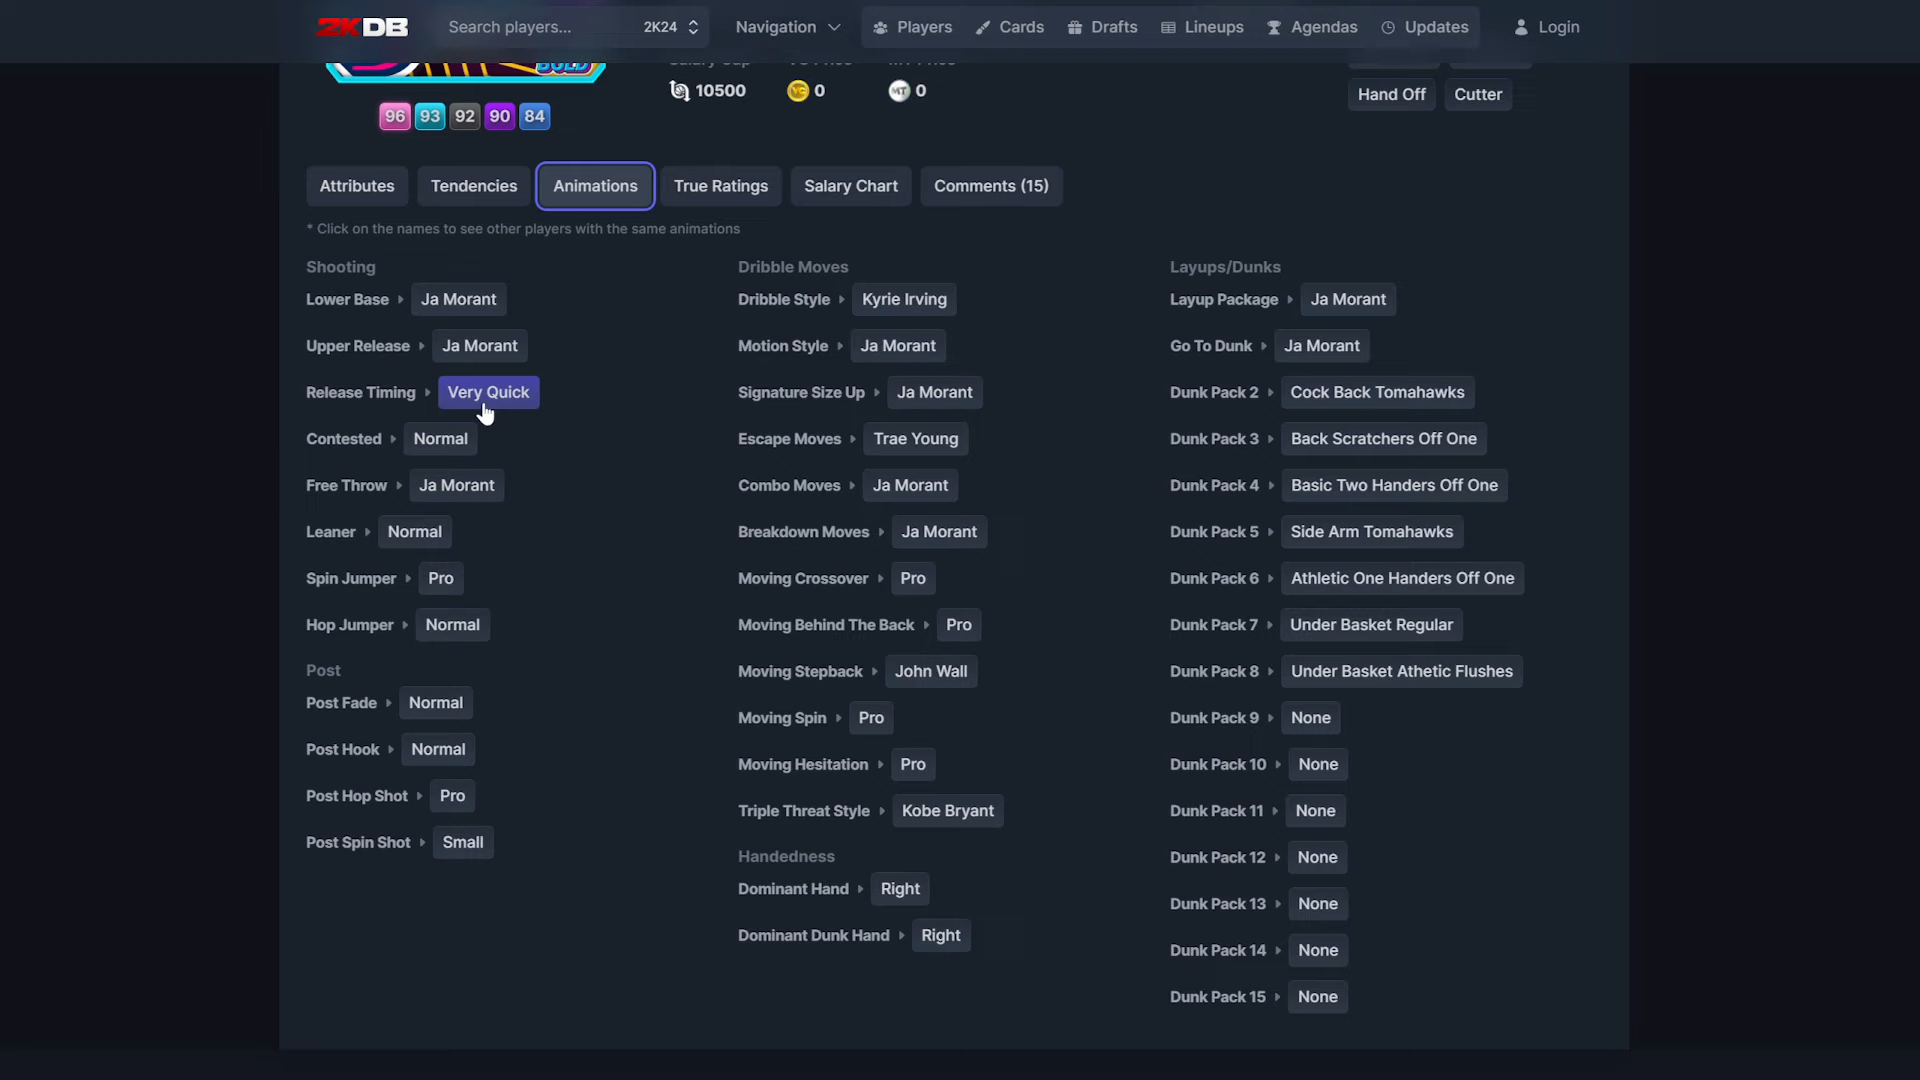 2KDB
Search players...
2K24
Navigation
Players
Cards
Drafts
Lineups
Agendas
Updates
Login
BOLD
10500
VC 0
MT 0
Hand Off
Cutter
96 93 92 90 84
Attributes
Tendencies
Animations
True Ratings
Salary Chart
Comments (15)
* Click on the names to see other players with the same animations
Shooting
Lower Base Ja Morant
Upper Release Ja Morant
Release Timing Very Quick
Contested Normal
Free Throw Ja Morant
Leaner Normal
Spin Jumper Pro
Hop Jumper Normal
Post
Post Fade Normal
Post Hook Normal
Post Hop Shot Pro
Post Spin Shot Small
Dribble Moves
Dribble Style Kyrie Irving
Motion Style Ja Morant
Signature Size Up Ja Morant
Escape Moves Trae Young
Combo Moves Ja Morant
Breakdown Moves Ja Morant
Moving Crossover Pro
Moving Behind The Back Pro
Moving Stepback John Wall
Moving Spin Pro
Moving Hesitation Pro
Triple Threat Style Kobe Bryant
Handedness
Dominant Hand Right
Dominant Dunk Hand Right
Layups/Dunks
Layup Package Ja Morant
Go To Dunk Ja Morant
Dunk Pack 2 Cock Back Tomahawks
Dunk Pack 3 Back Scratchers Off One
Dunk Pack 4 Basic Two Handers Off One
Dunk Pack 5 Side Arm Tomahawks
Dunk Pack 6 Athletic One Handers Off One
Dunk Pack 7 Under Basket Regular
Dunk Pack 8 Under Basket Athetic Flushes
Dunk Pack 9 None
Dunk Pack 10 None
Dunk Pack 11 None
Dunk Pack 12 None
Dunk Pack 13 None
Dunk Pack 14 None
Dunk Pack 15 None